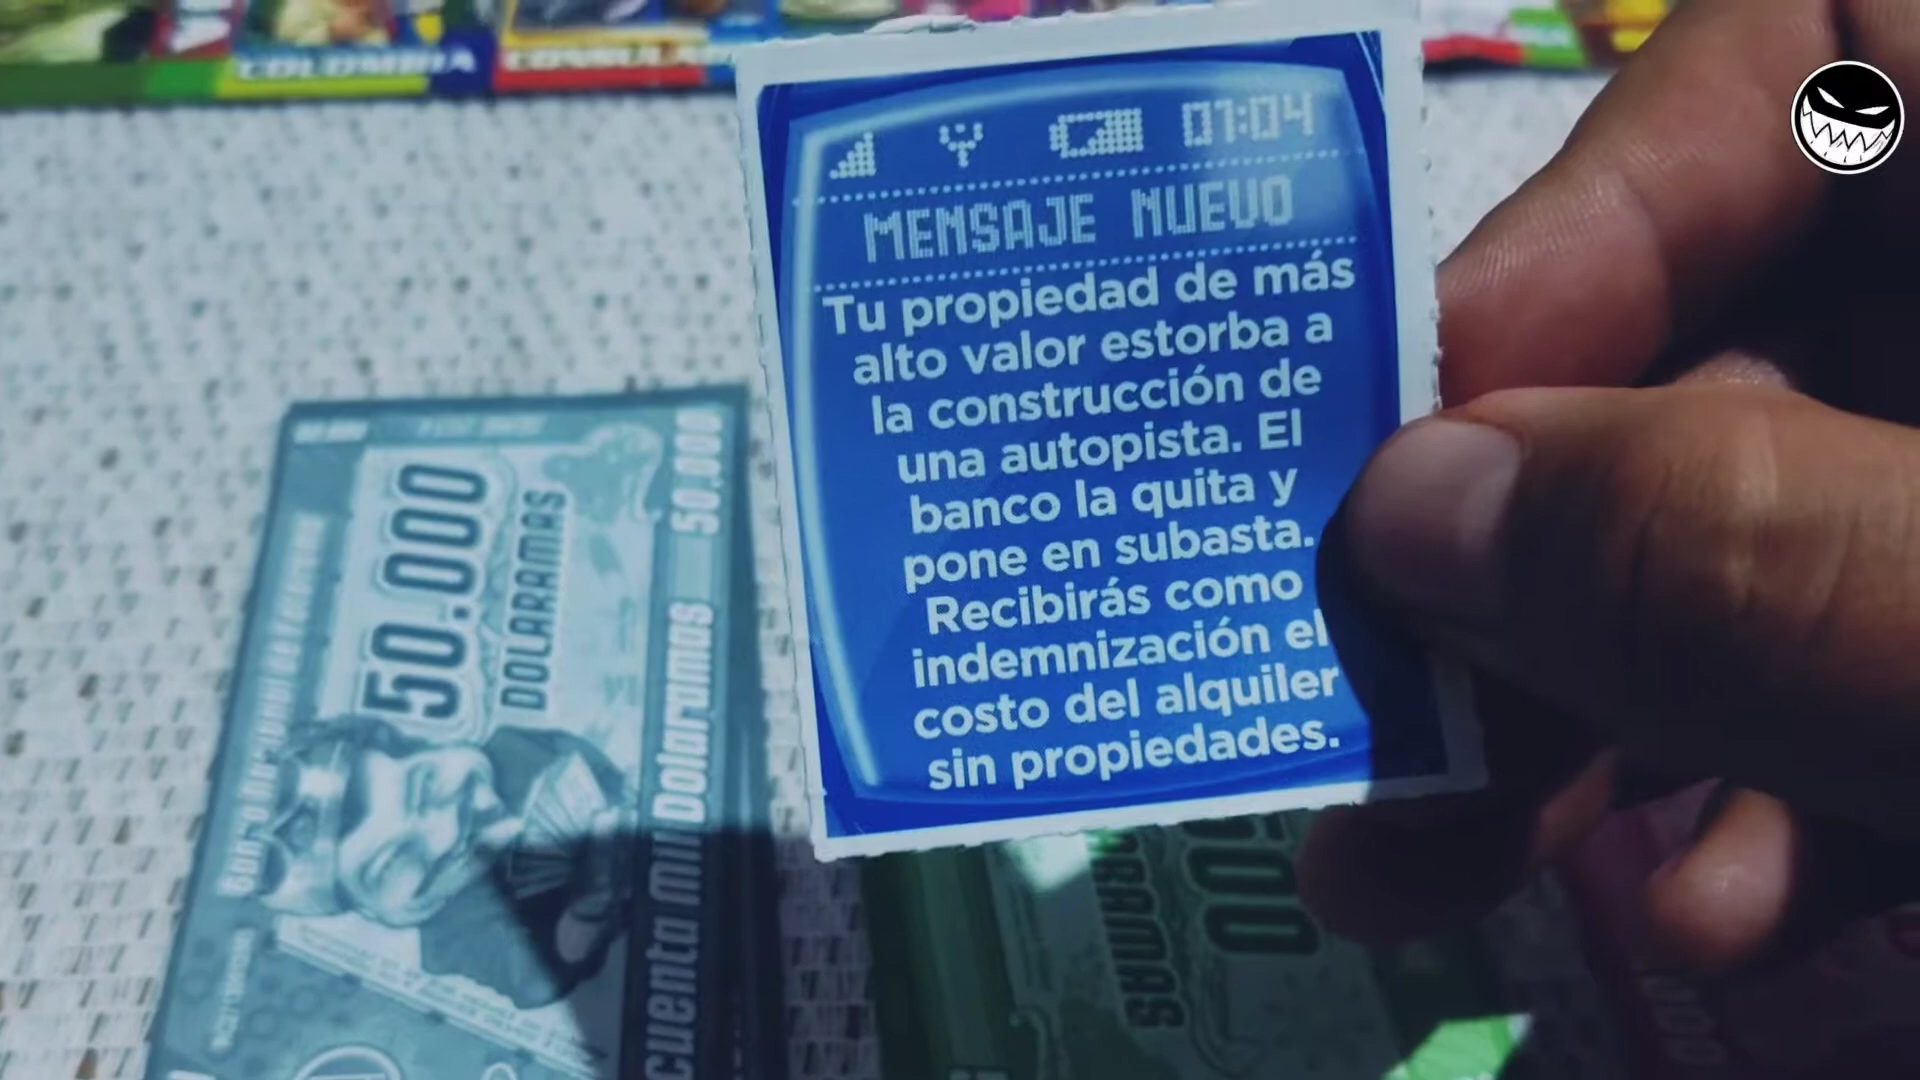 COLOMBIA
CONSULAR
01:04
MENSAJE NUEVO
Tu propiedad de más
alto valor estorba a
la construcción de
una autopista. El
banco la quita y
pone en subasta.
Recibirás como
indemnización el
costo del alquiler
sin propiedades.
50.000
DOLARAMAS
50.000
cuenta mil Dolaramas